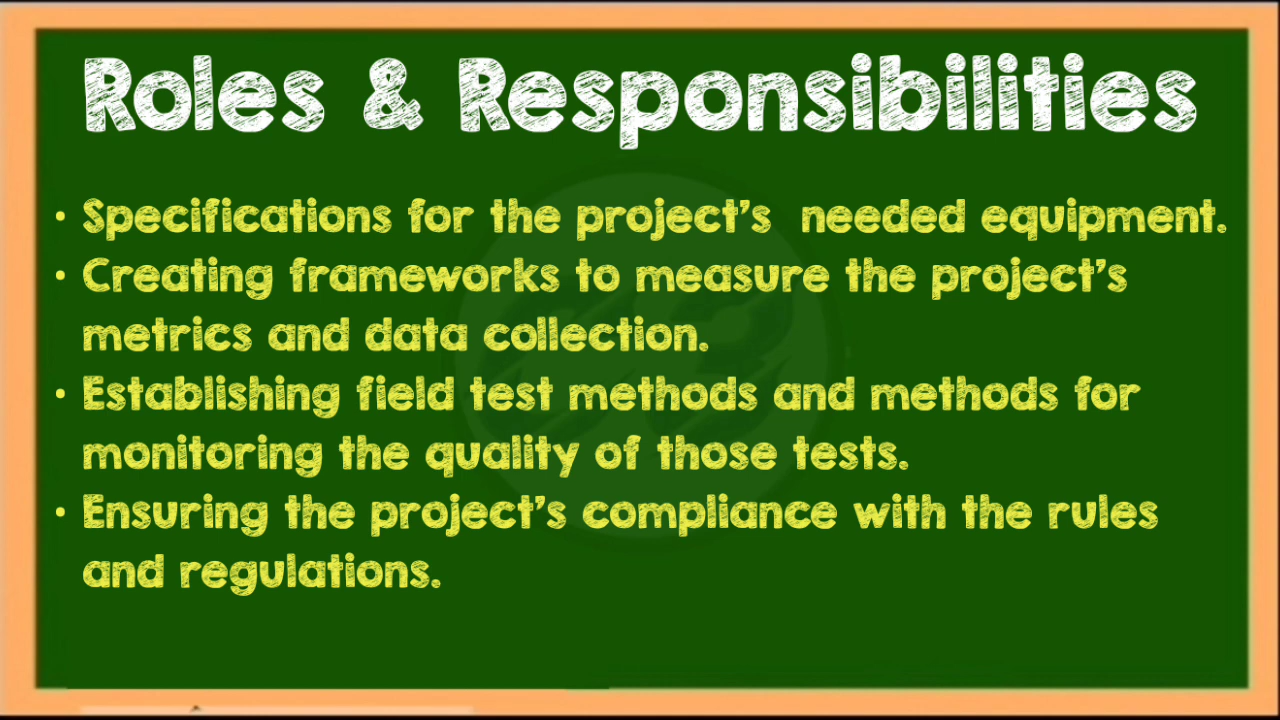 Roles & Responsibilities
• Specifications for the project's  needed equipment.
• Creating frameworks to measure the project's
metrics and data collection.
• Establishing field test methods and methods for
monitoring the quality of those tests.
• Ensuring the project's compliance with the rules
and regulations.